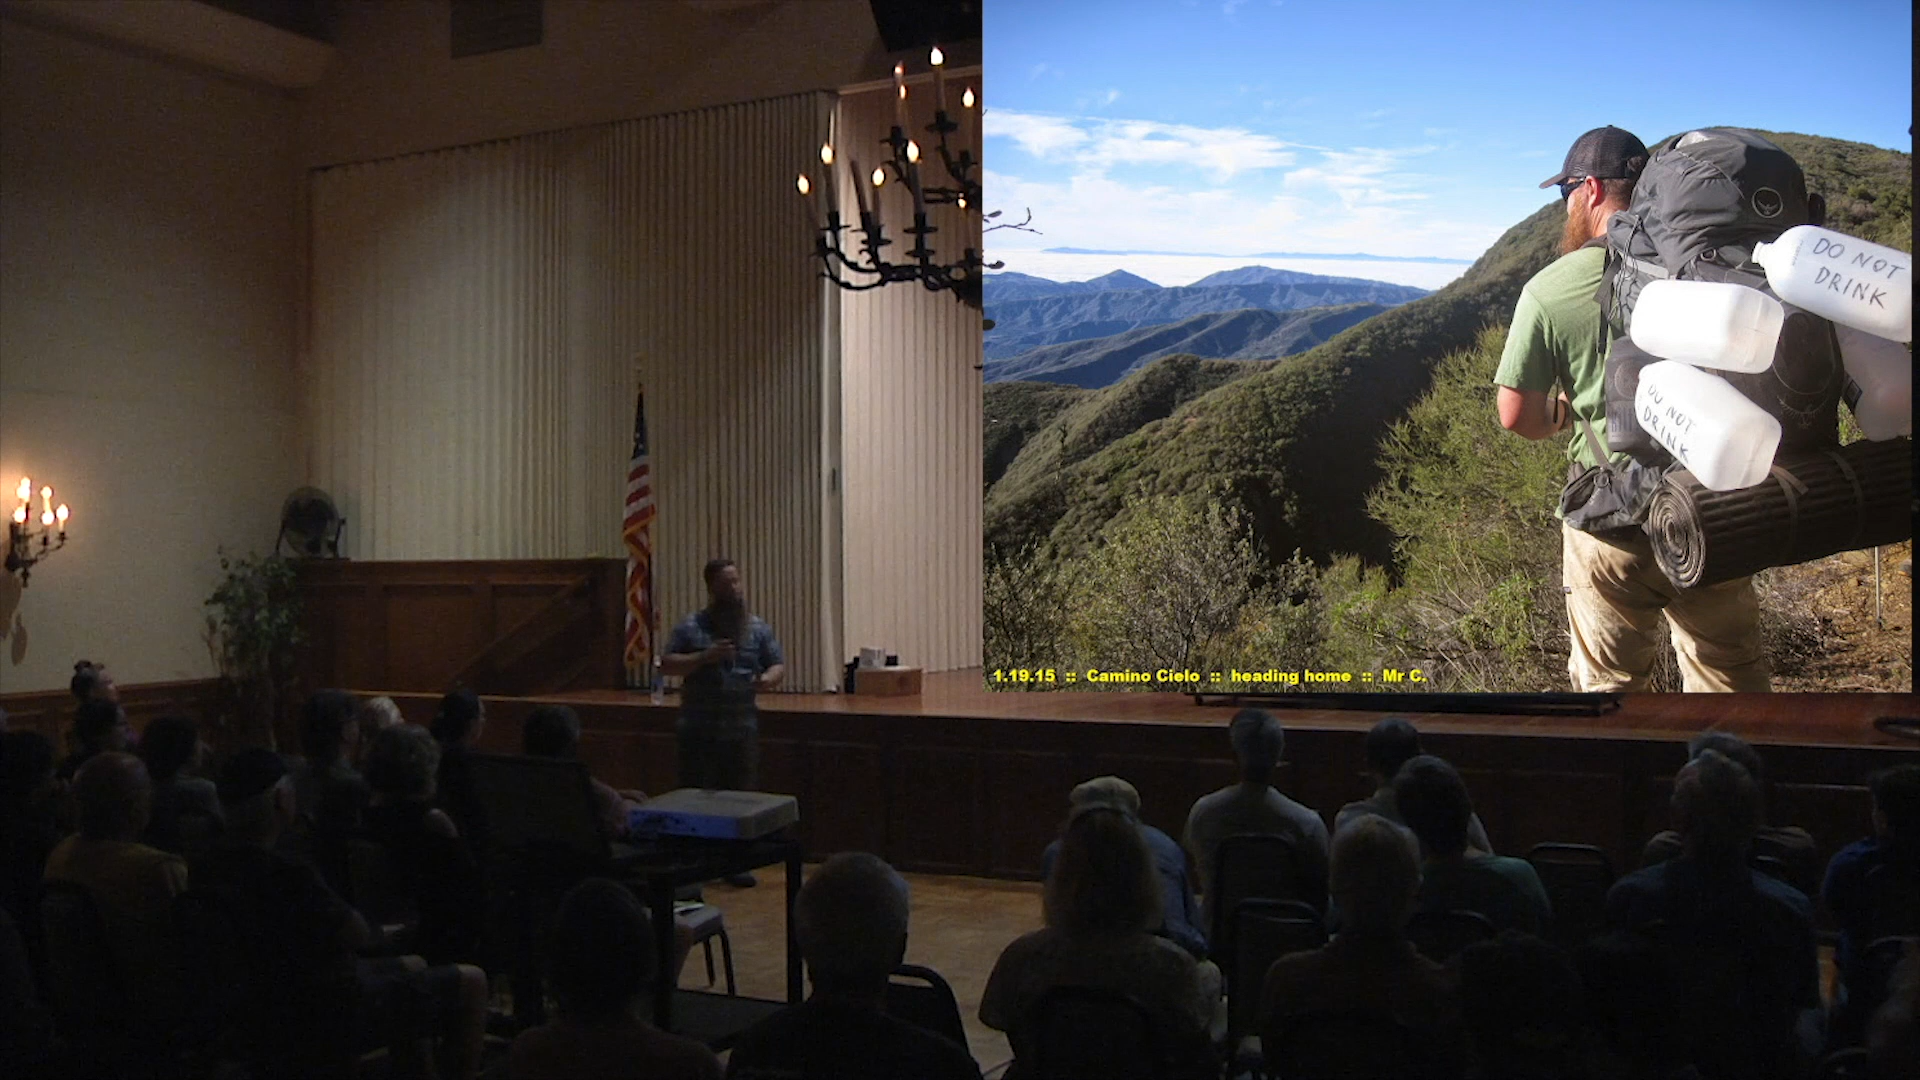 DO NOT
DRINK
DO NOT
DRINK
1.19.15 :: Camino Cielo :: heading home :: Mr C.